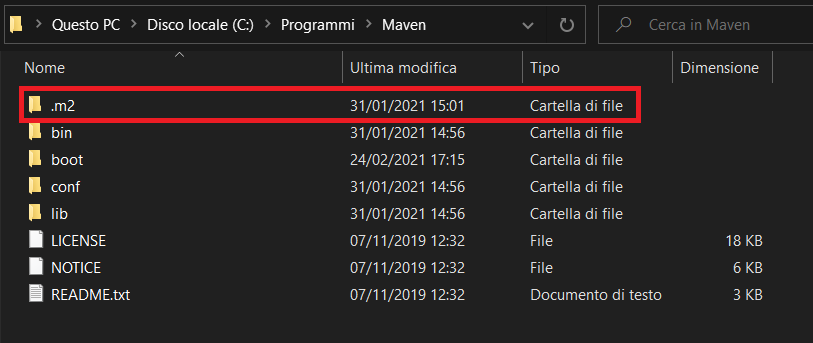 Questo PC > Disco locale (C:) > Programmi > Maven Cerca in Maven
Nome Ultima modifica Tipo Dimensione
.m2 31/01/2021 15:01 Cartella di file
bin 31/01/2021 14:56 Cartella di file
boot 24/02/2021 17:15 Cartella di file
conf 31/01/2021 14:56 Cartella di file
lib 31/01/2021 14:56 Cartella di file
LICENSE 07/11/2019 12:32 File 18 KB
NOTICE 07/11/2019 12:32 File 6 KB
README.txt 07/11/2019 12:32 Documento di testo 3 KB